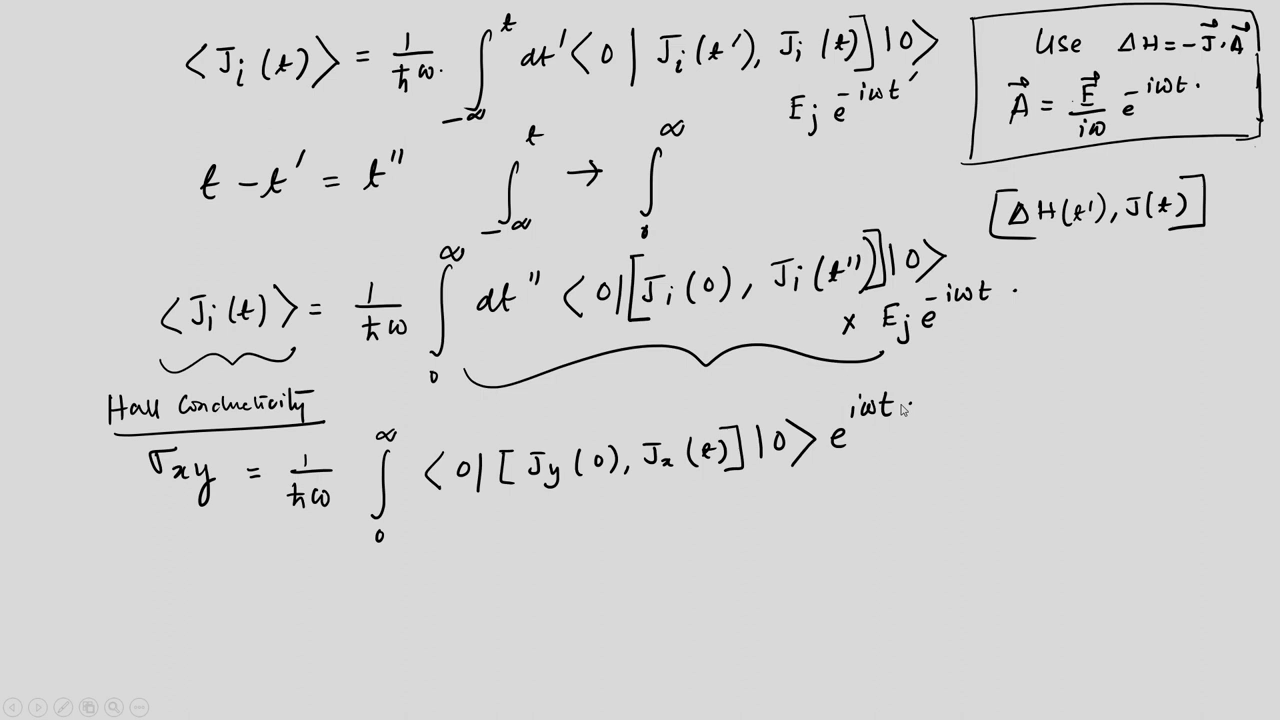 ⟨J_i(t)⟩ = 1/ħω. ∫_{-∞}^{t} dt′ ⟨0 | J_i(t′), J_i(t)] |0⟩
E_j e^{-iωt′}
Use ΔH = -J⃗·A⃗
A⃗ = E⃗/iω e^{-iωt}.
t - t′ = t″ ∫_{-∞}^{t} → ∫_{0}^{∞}
[ΔH(t′), J(t)]
⟨J_i(t)⟩ = 1/ħω ∫_{0}^{∞} dt″ ⟨0|[J_i(0), J_i(t″)]|0⟩
× E_j e^{-iωt}.
Hall Conductivity
σ_xy = 1/ħω ∫_{0}^{∞} ⟨0| [J_y(0), J_x(t)] |0⟩ e^{iωt}.